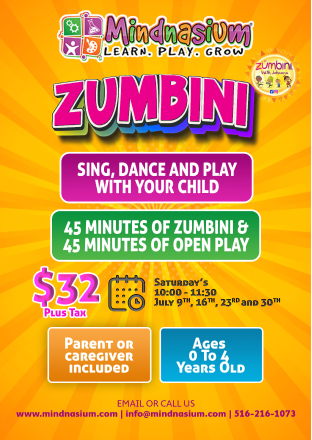 Mindnasium
LEARN. PLAY. GROW
zumbini
With Johanna
ZUMBINI
SING, DANCE AND PLAY
WITH YOUR CHILD
45 MINUTES OF ZUMBINI &
45 MINUTES OF OPEN PLAY
$32
Plus Tax
Saturday's
10:00 - 11:30
July 9th, 16th, 23rd and 30th
Parent or
caregiver
included
Ages
0 To 4
Years Old
EMAIL OR CALL US
www.mindnasium.com | info@mindnasium.com | 516-216-1073